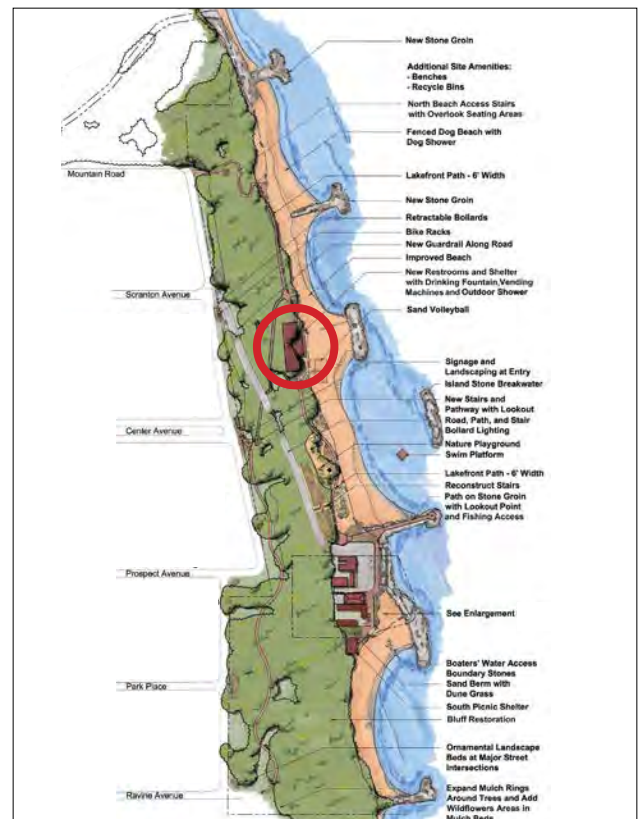 New Stone Groin
Additional Site Amenities:
- Benches
- Recycle Bins
North Beach Access Stairs
with Overlook Seating Areas
Fenced Dog Beach with
Dog Shower
Mountain Road
Lakefront Path - 6' Width
New Stone Groin
Retractable Bollards
Bike Racks
New Guardrail Along Road
Improved Beach
New Restrooms and Shelter
with Drinking Fountain, Vending
Machines and Outdoor Shower
Scranton Avenue
Sand Volleyball
Signage and
Landscaping at Entry
Island Stone Breakwater
New Stairs and
Pathway with Lookout
Road, Path, and Stair
Bollard Lighting
Center Avenue
Nature Playground
Swim Platform
Lakefront Path - 6' Width
Reconstruct Stairs
Path on Stone Groin
with Lookout Point
and Fishing Access
Prospect Avenue
See Enlargement
Boaters' Water Access
Boundary Stones
Sand Berm with
Dune Grass
Park Place
South Picnic Shelter
Bluff Restoration
Ornamental Landscape
Beds at Major Street
Intersections
Ravine Avenue
Expand Mulch Rings
Around Trees and Add
Wildflowers Areas in
Mulch Beds